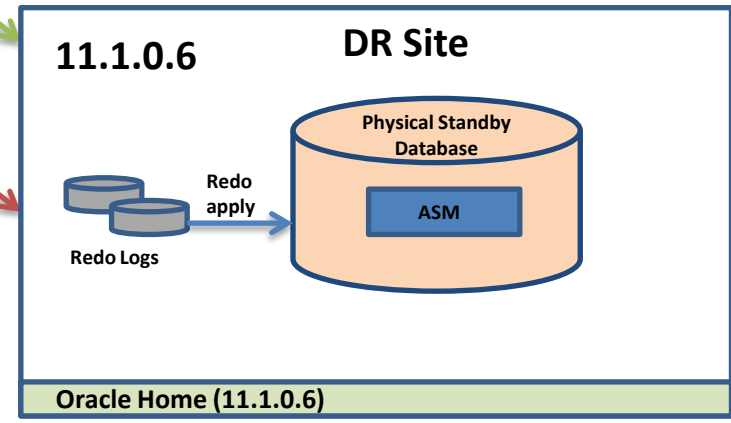 11.1.0.6
DR Site
Physical Standby
Database
ASM
Redo
apply
Redo Logs
Oracle Home (11.1.0.6)